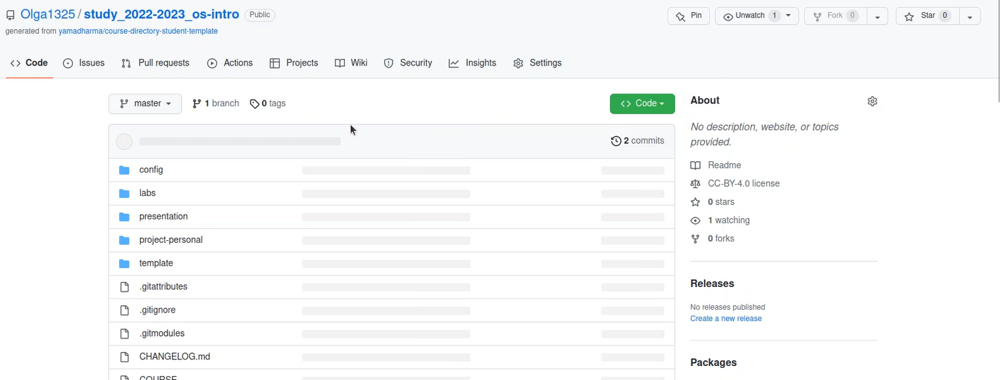 Olga1325 / study_2022-2023_os-intro Public Pin Unwatch 1 Fork 0 Star 0
generated from yamadharma/course-directory-student-template
Code Issues Pull requests Actions Projects Wiki Security Insights Settings
master 1 branch 0 tags Code
2 commits
config
labs
presentation
project-personal
template
.gitattributes
.gitignore
.gitmodules
CHANGELOG.md
COURSE
About
No description, website, or topics
provided.
Readme
CC-BY-4.0 license
0 stars
1 watching
0 forks
Releases
No releases published
Create a new release
Packages